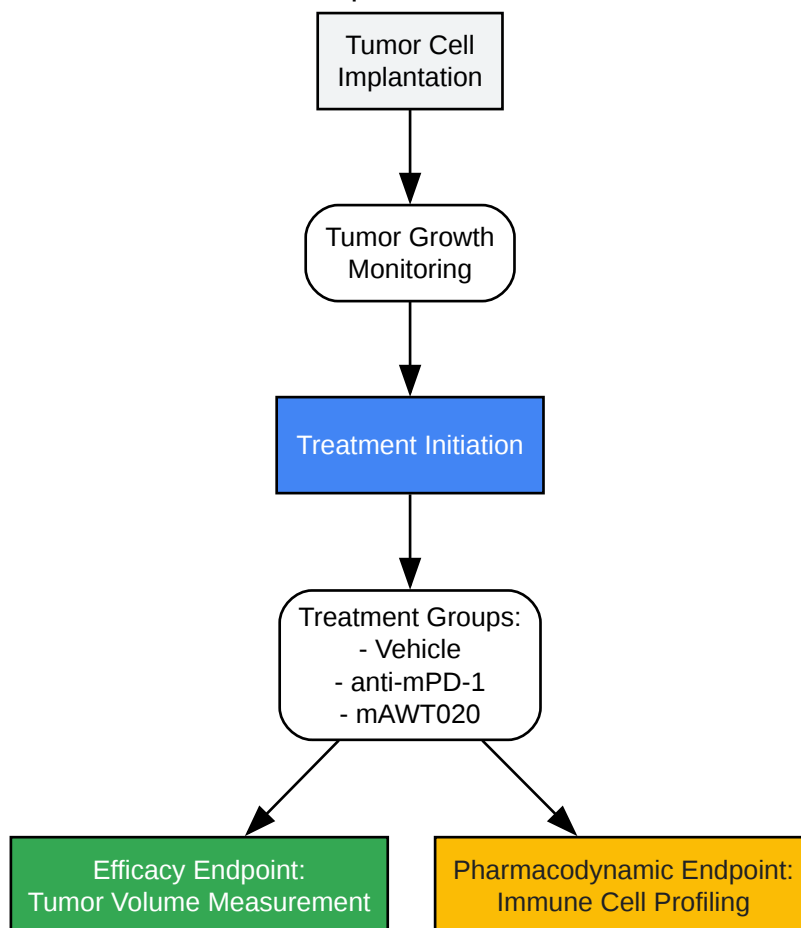 Tumor Cell
Implantation
Tumor Growth
Monitoring
Treatment Initiation
Treatment Groups:
- Vehicle
- anti-mPD-1
- mAWT020
Efficacy Endpoint:
Tumor Volume Measurement
Pharmacodynamic Endpoint:
Immune Cell Profiling